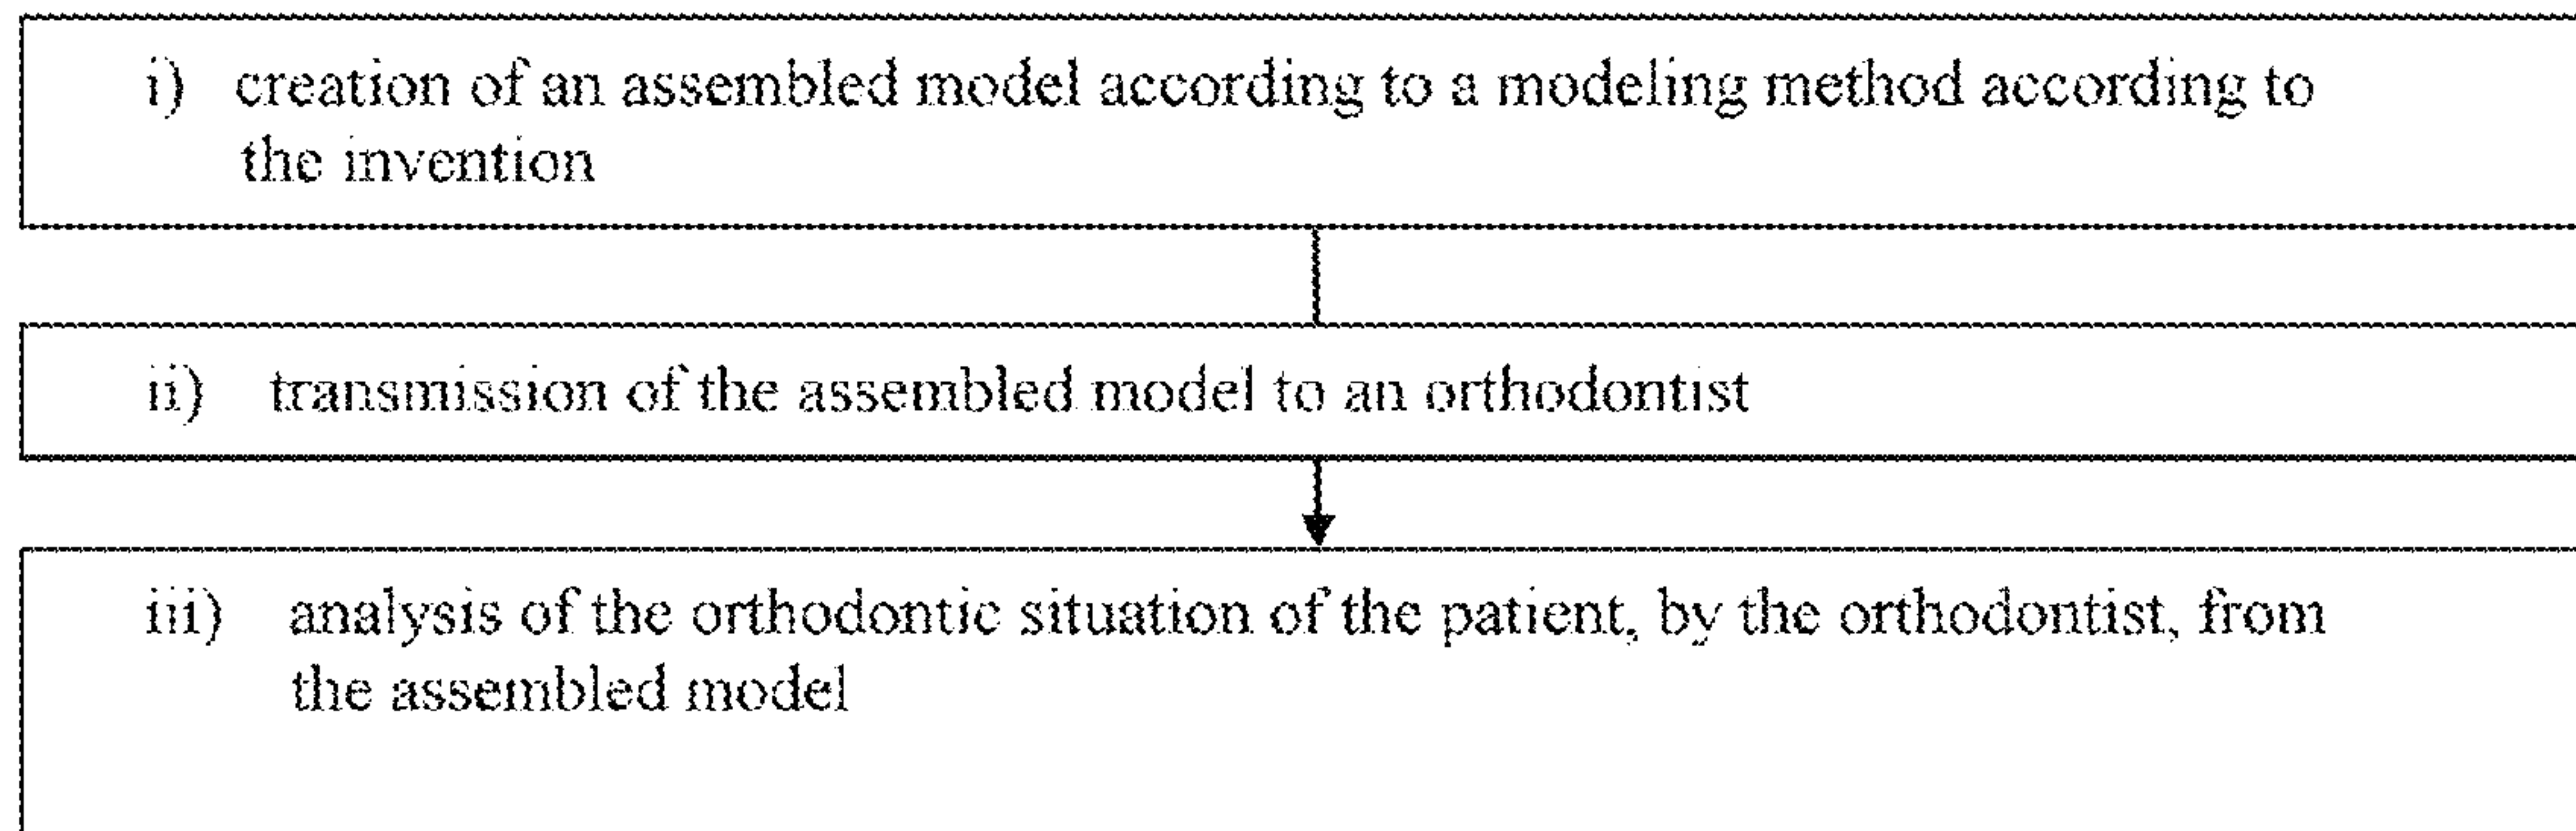 i) creation of an assembled model according to a modeling method according to
the invention
ii) transmission of the assembled model to an orthodontist
iii) analysis of the orthodontic situation of the patient, by the orthodontist, from
the assembled model